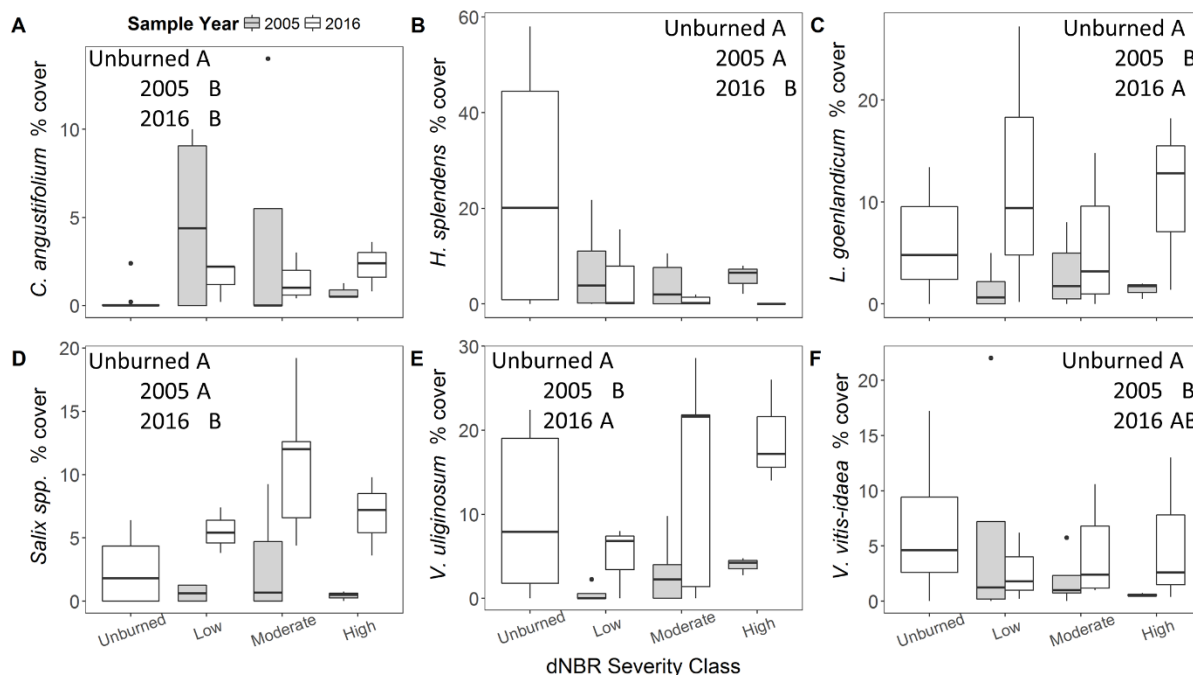 Sample Year 2005 2016
A
Unburned A
2005 B
2016 B
C. angustifolium % cover
10
5
0
B
Unburned A
2005 A
2016 B
H. splendens % cover
60
40
20
0
C
Unburned A
2005 B
2016 A
L. goenlandicum % cover
20
10
0
D
Unburned A
2005 A
2016 B
Salix spp. % cover
20
15
10
5
0
Unburned
Low
Moderate
High
E
Unburned A
2005 B
2016 A
V. uliginosum % cover
30
20
10
0
Unburned
Low
Moderate
High
F
Unburned A
2005 B
2016 AB
V. vitis-idaea % cover
20
15
10
5
0
Unburned
Low
Moderate
High
dNBR Severity Class